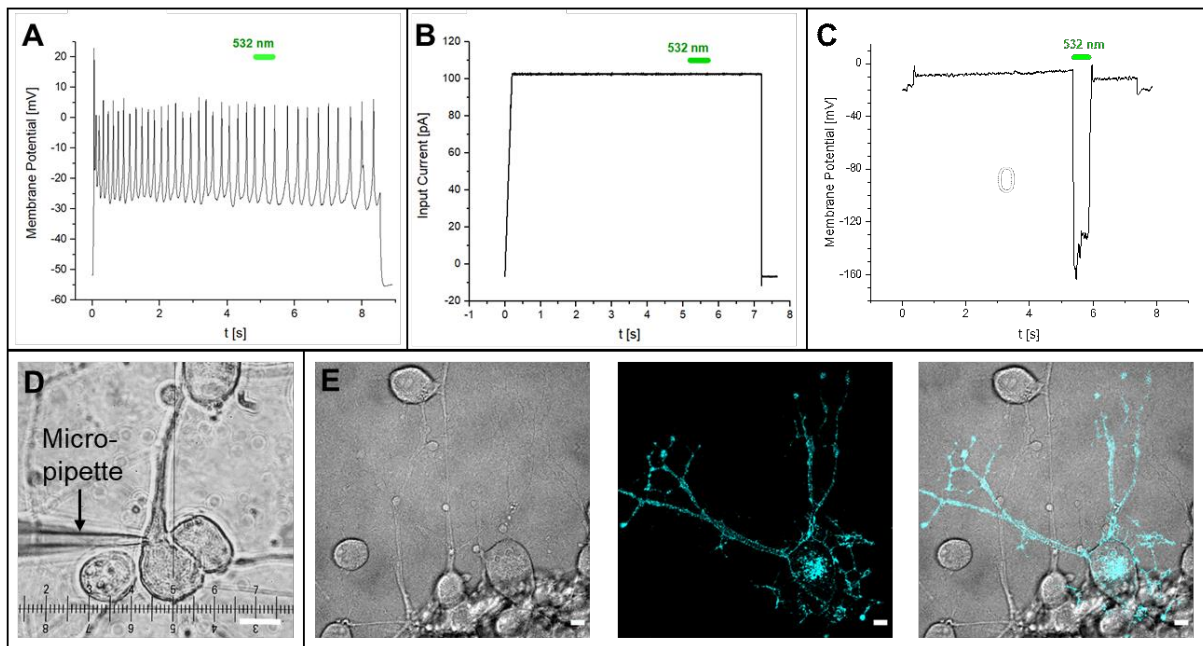 A
532 nm
20
10
0
-10
-20
-30
-40
-50
-60
Membrane Potential [mV]
0 2 4 6 8
t [s]
B
532 nm
120
100
80
60
40
20
0
-20
Input Current [pA]
-1 0 1 2 3 4 5 6 7 8
t [s]
C
532 nm
0
-40
-80
-120
-160
Membrane Potential [mV]
0
0 2 4 6 8
t [s]
D
Micro-
pipette
2 3 4 5 6 7
8 7 6 5 4 3
E